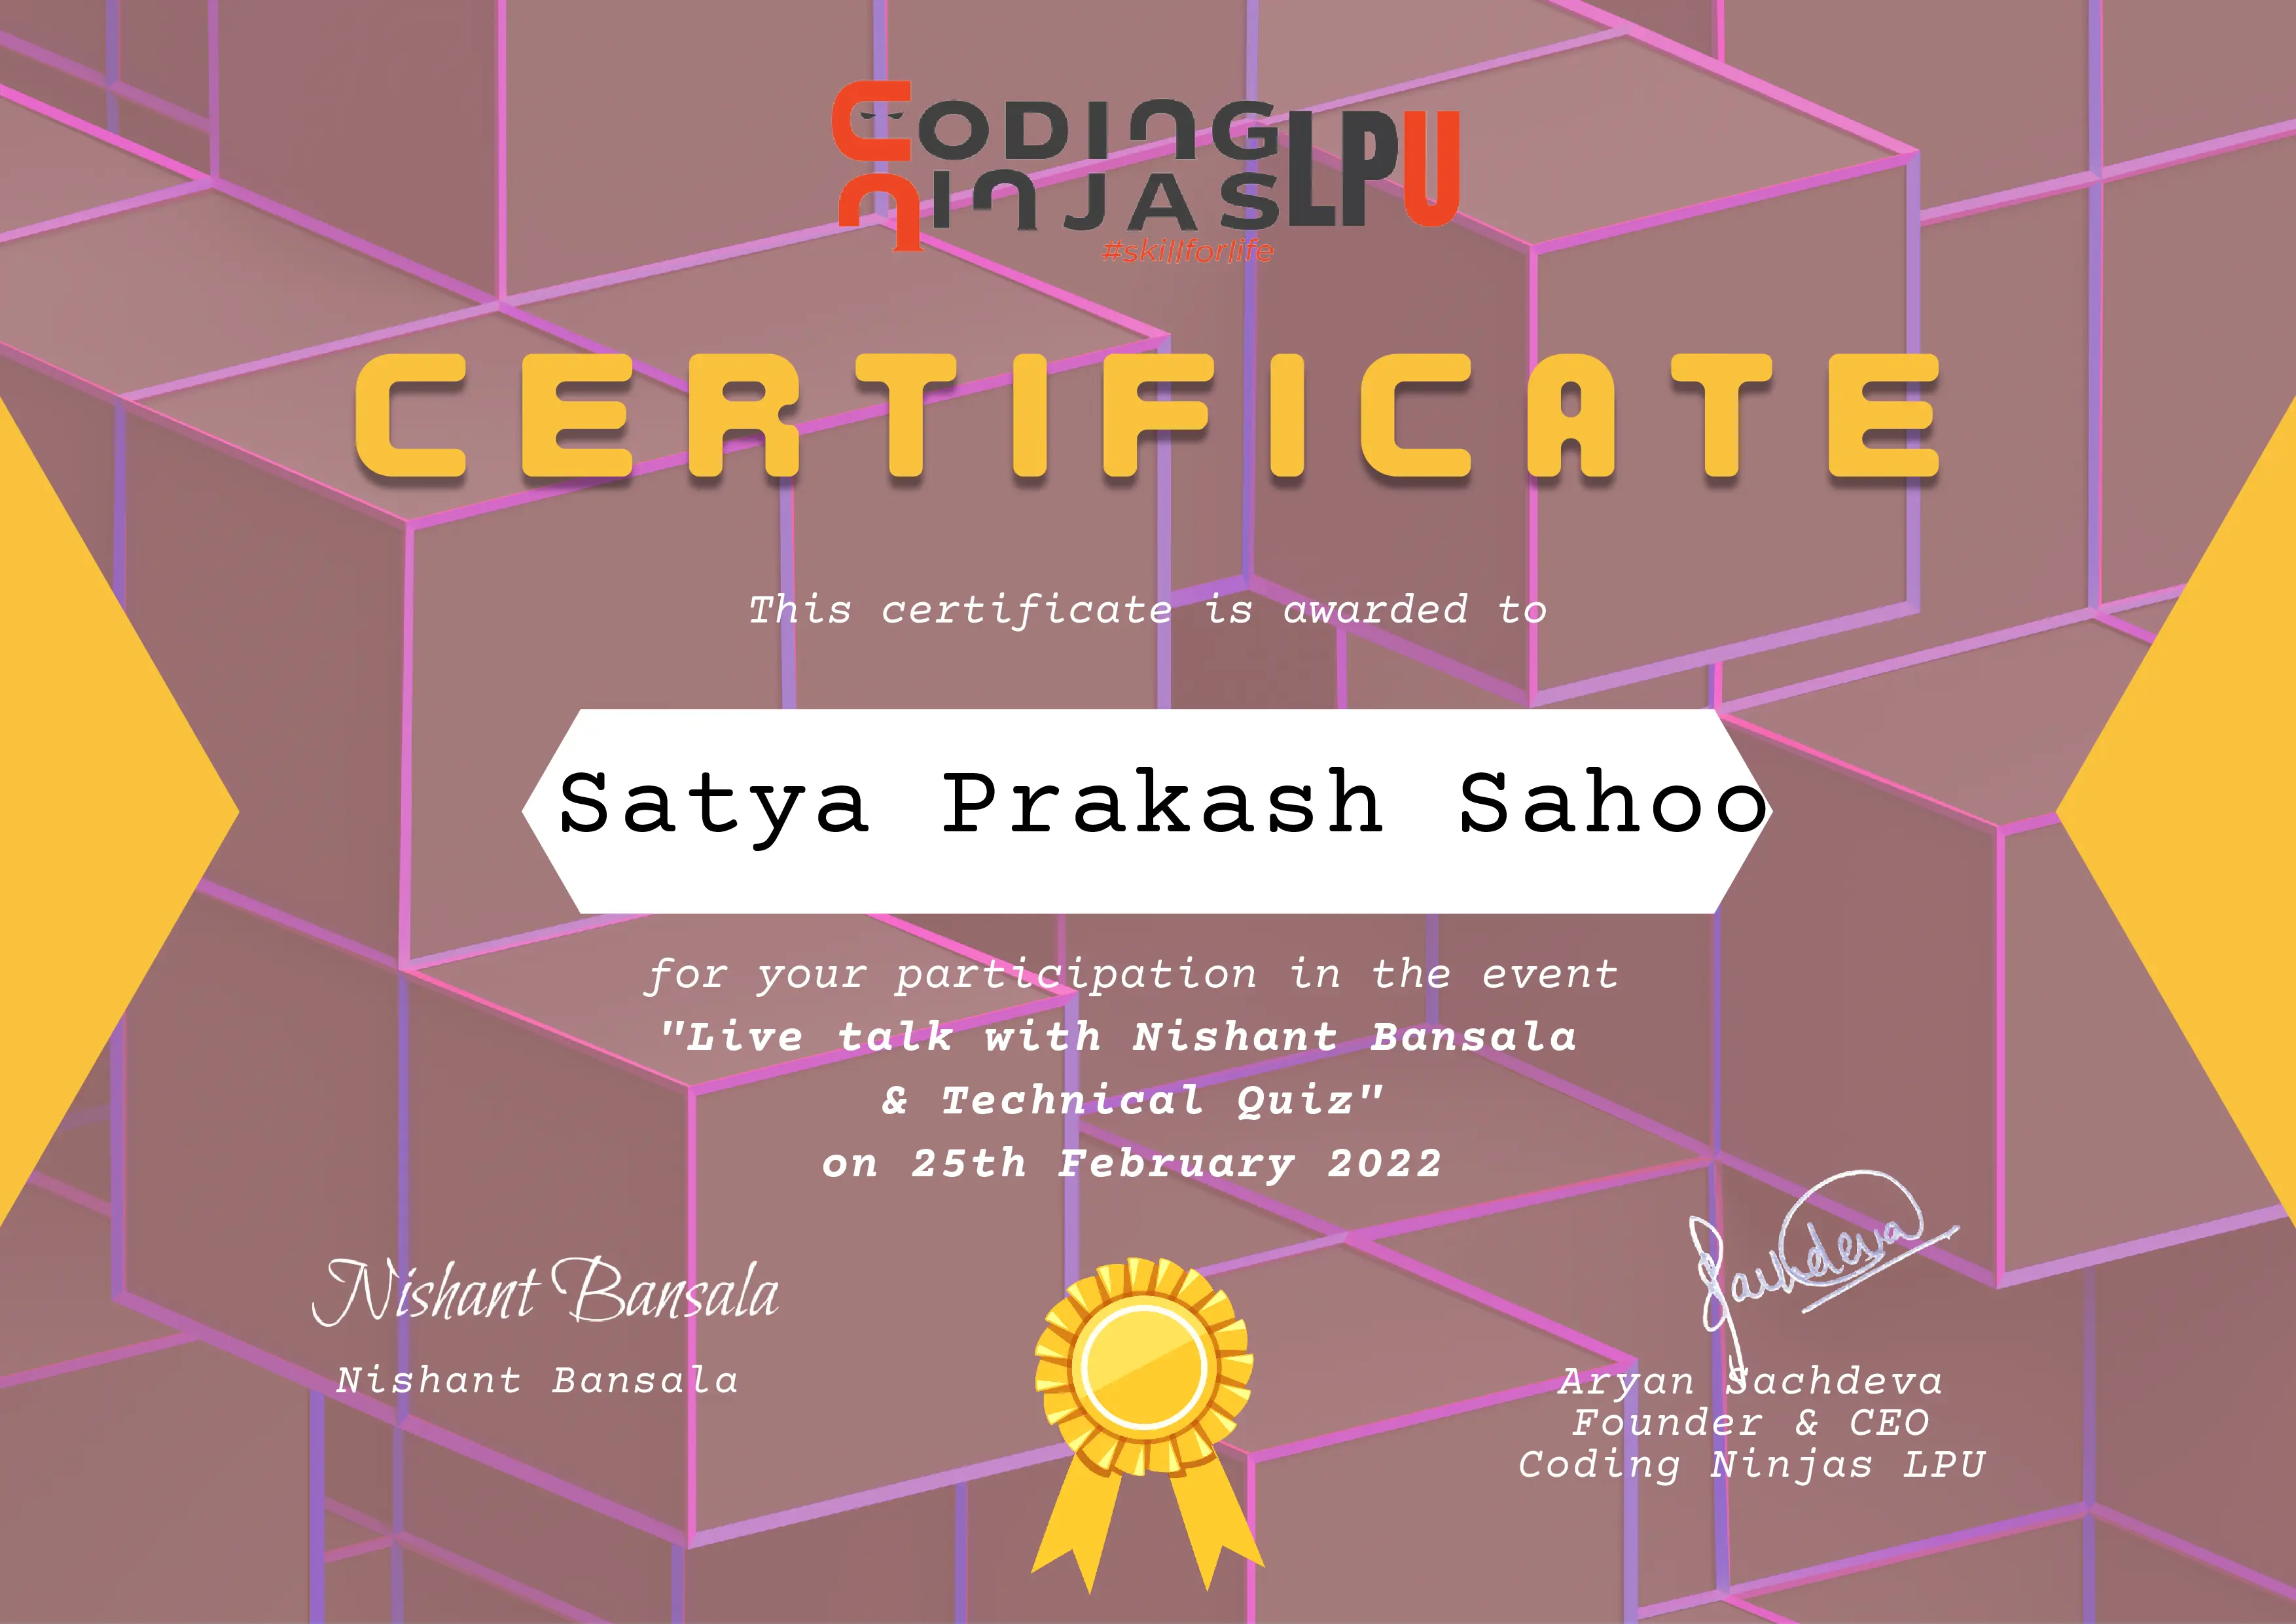 CODING
NINJAS LPU
#skillforlife
CERTIFICATE
This certificate is awarded to
Satya Prakash Sahoo
for your participation in the event
"Live talk with Nishant Bansala
& Technical Quiz"
on 25th February 2022
Nishant Bansala
Nishant Bansala
Sachdeva
Aryan Sachdeva
Founder & CEO
Coding Ninjas LPU